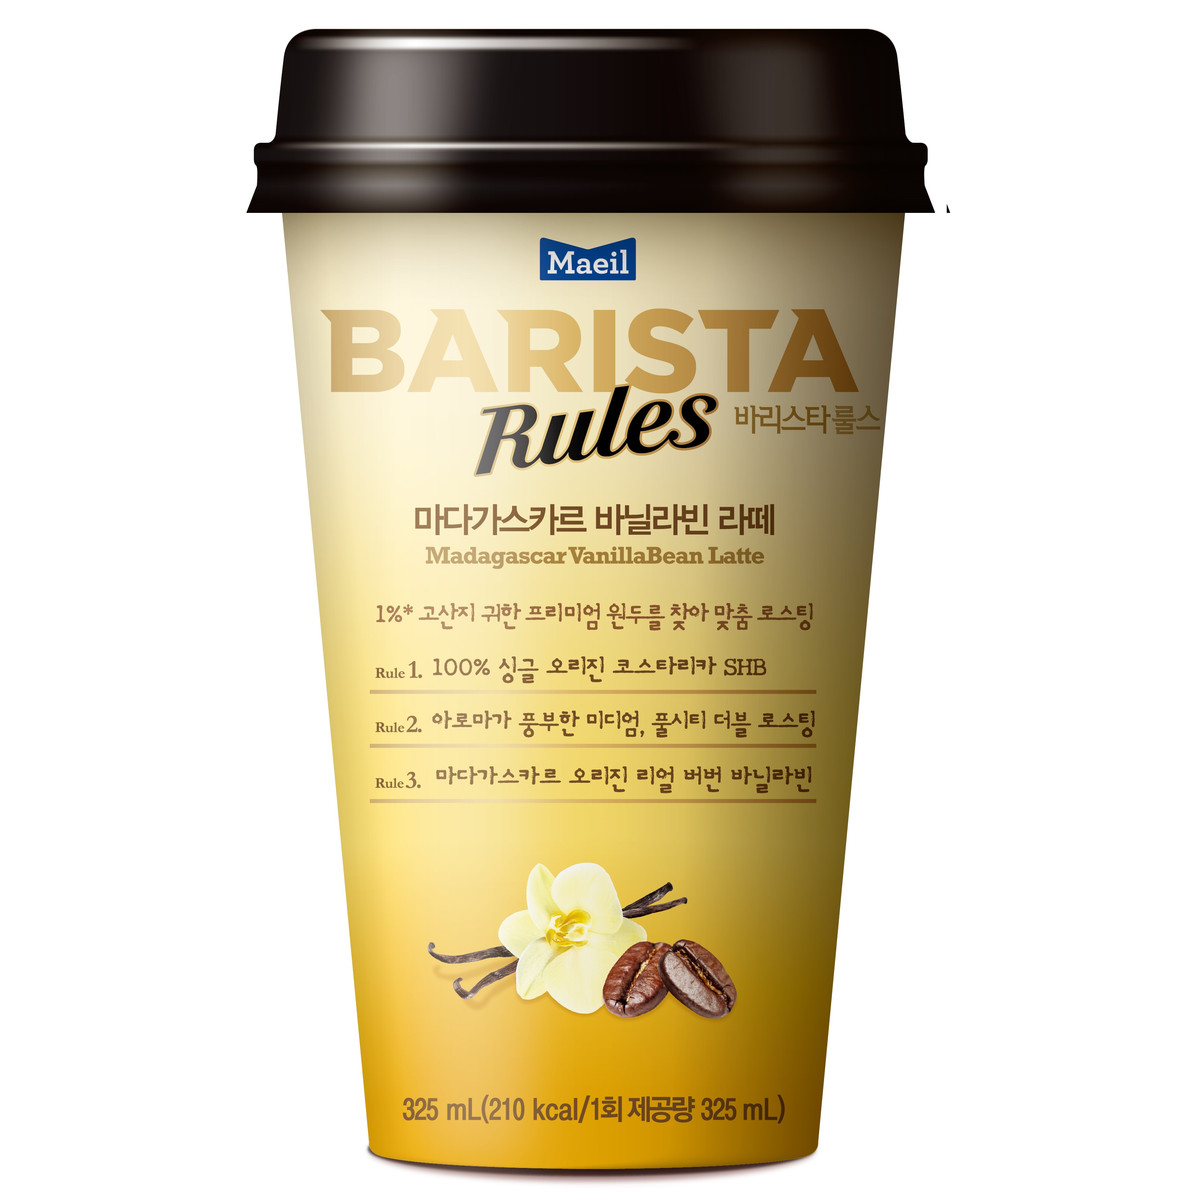 Maeil
BARISTA
Rules 바리스타룰스
마다가스카르 바닐라빈 라떼
Madagascar VanillaBean Latte
1%* 고산지 귀한 프리미엄 원두를 찾아 맞춤 로스팅
Rule 1. 100% 싱글 오리진 코스타리카 SHB
Rule 2. 아로마가 풍부한 미디엄, 풀시티 더블 로스팅
Rule 3. 마다가스카르 오리진 리얼 버번 바닐라빈
325 mL(210 kcal/1회 제공량 325 mL)